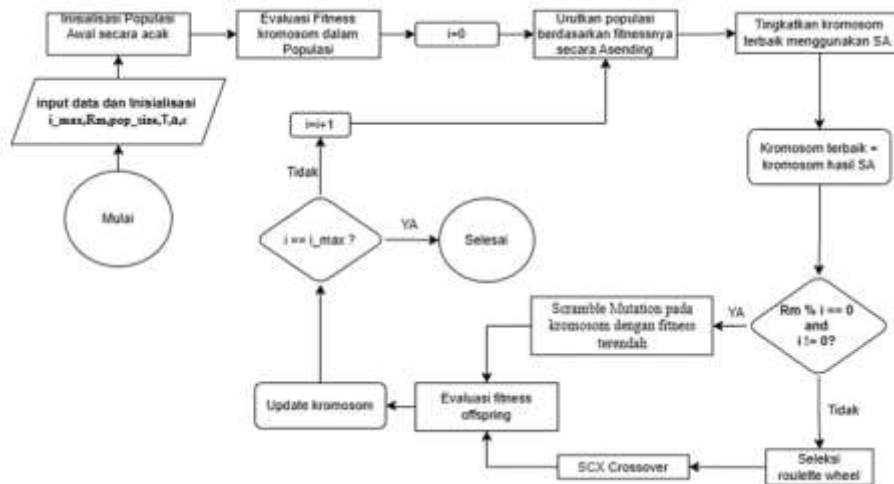 Mulai
input data dan Inisialisasi
i_max,Rm,pop_size,T,α,ε
Inisialisasi Populasi
Awal secara acak
Evaluasi Fitness
kromosom dalam
Populasi
i=0
Urutkan populasi
berdasarkan fitnessnya
secara Asending
Tingkatkan kromosom
terbaik menggunakan SA.
Kromosom terbaik =
kromosom hasil SA
Rm % i == 0
and
i != 0?
YA
Scramble Mutation pada
kromosom dengan fitness
terendah
Tidak
Seleksi
roulette wheel
SCX Crossover
Evaluasi fitness
offspring
Update kromosom
i == i_max ?
YA
Selesai
Tidak
i=i+1